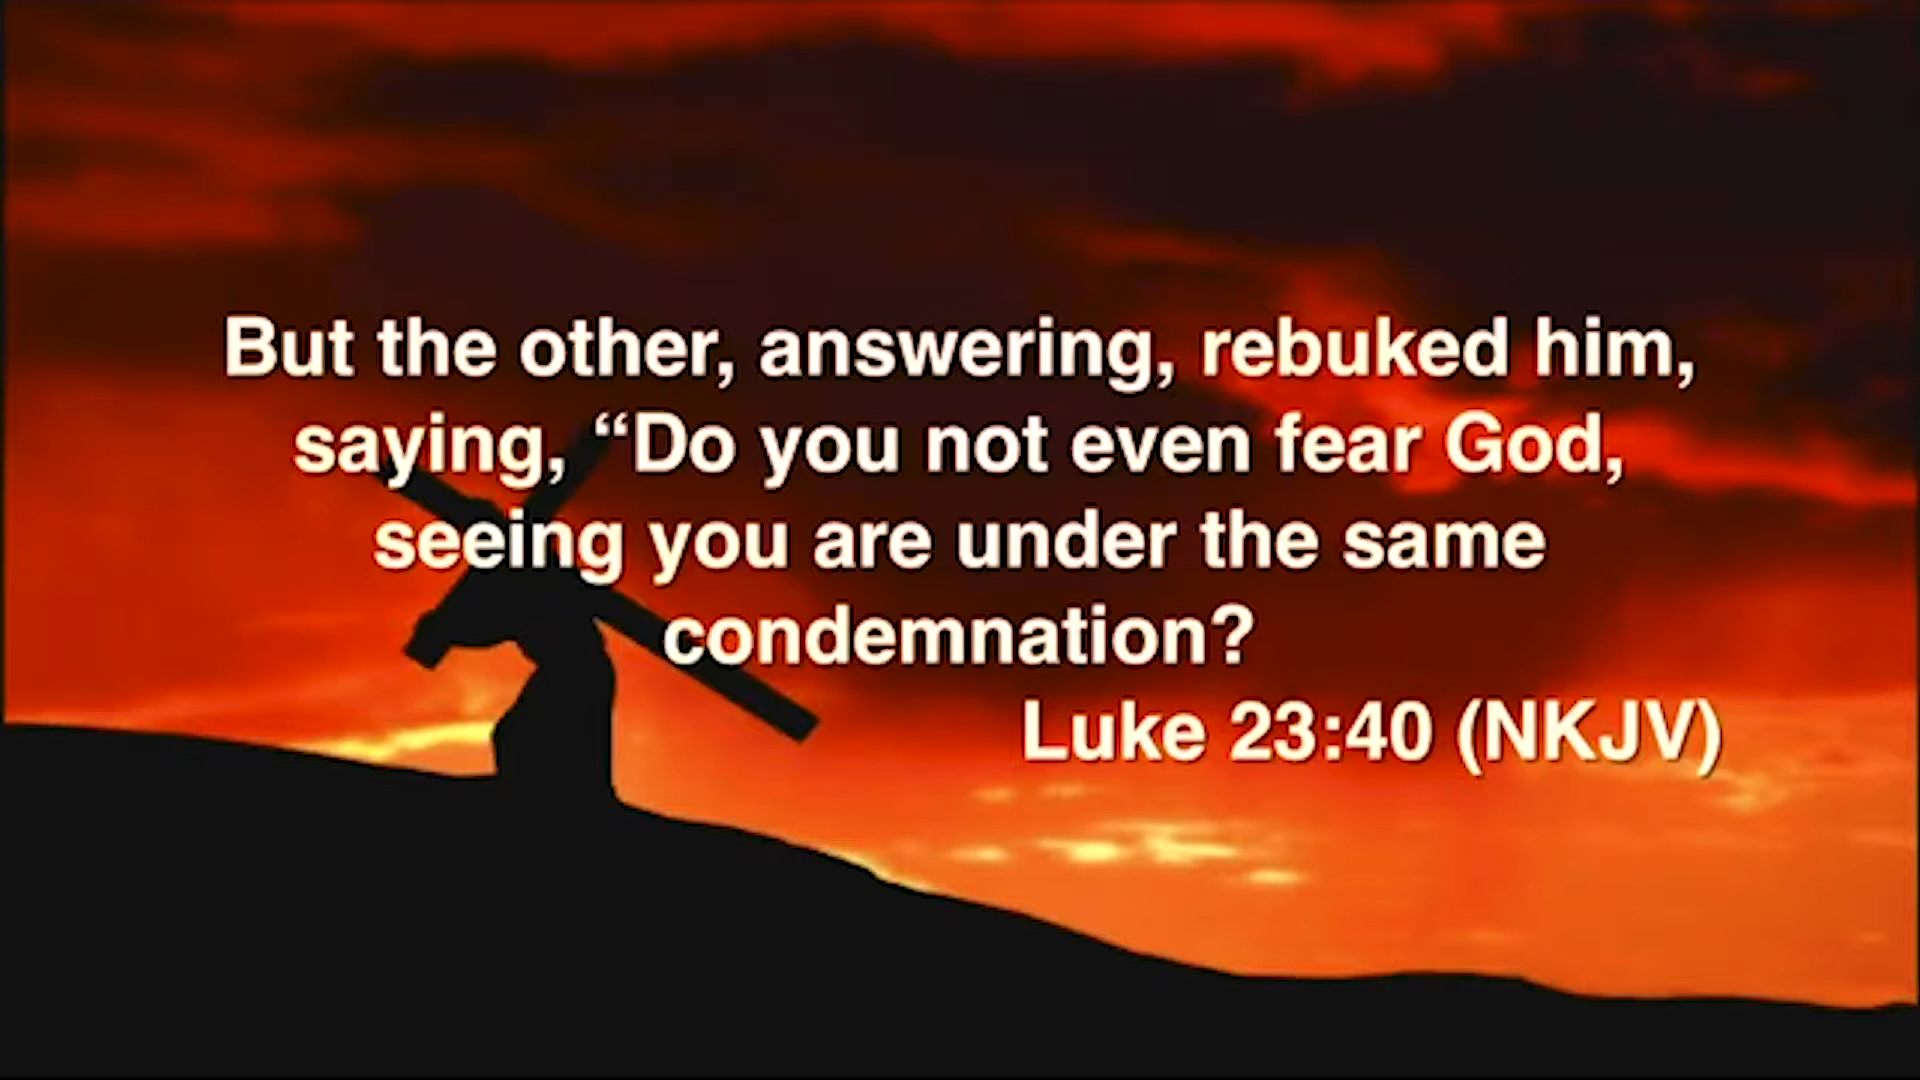 But the other, answering, rebuked him,
saying, “Do you not even fear God,
seeing you are under the same
condemnation?
Luke 23:40 (NKJV)